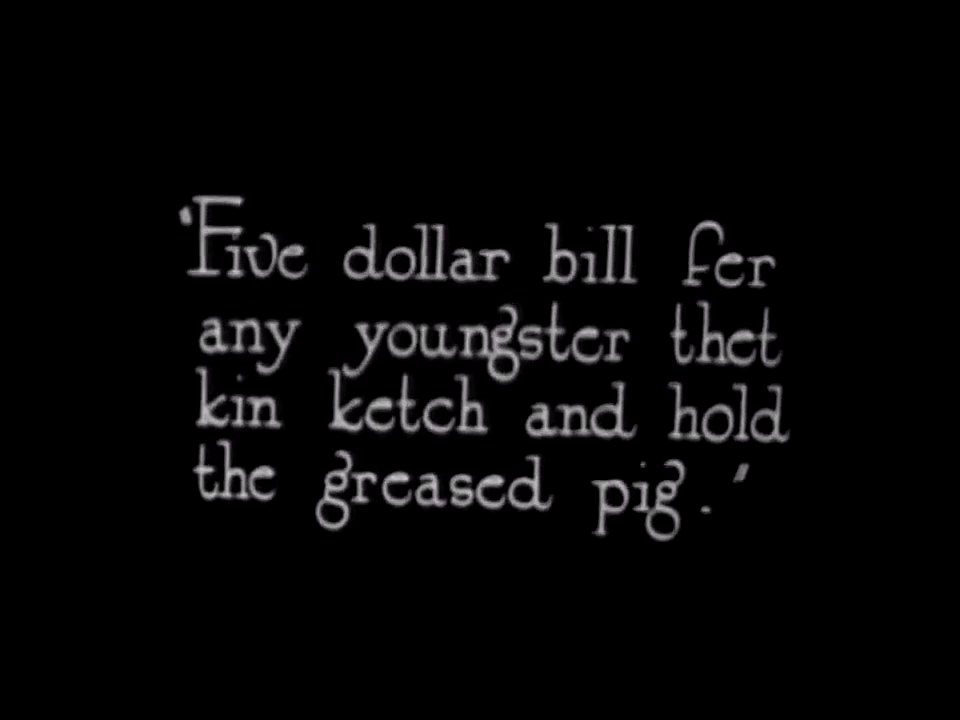 'Five dollar bill fer
any youngster thet
kin ketch and hold
the greased pig.'